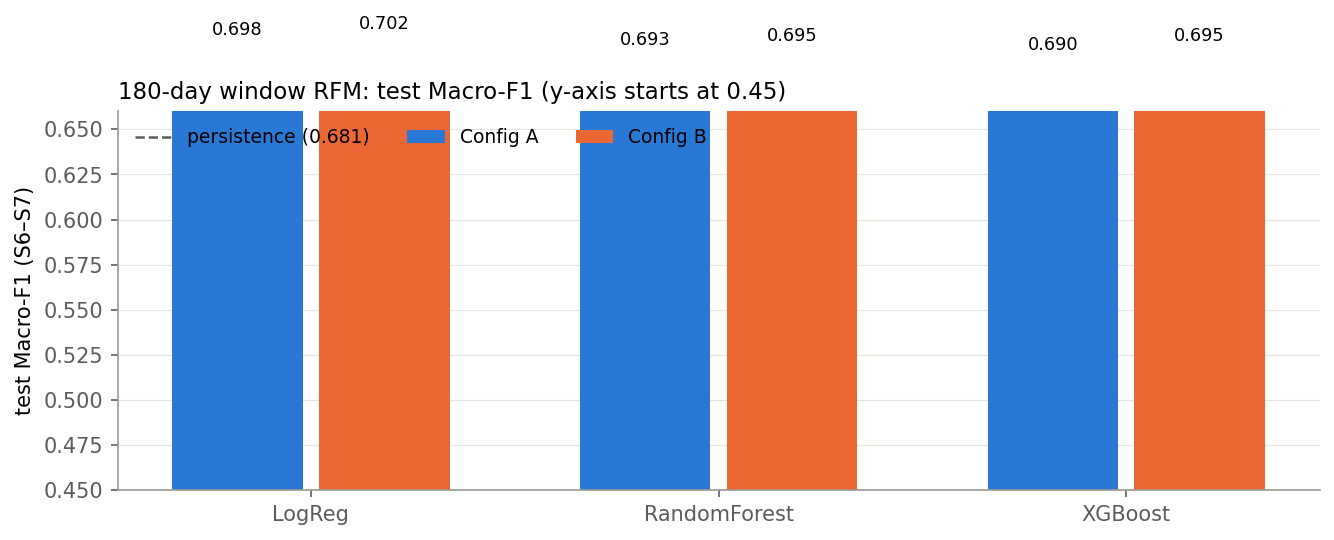 0.698
0.702
0.693
0.695
0.690
0.695
180-day window RFM: test Macro-F1 (y-axis starts at 0.45)
persistence (0.681)
Config A
Config B
test Macro-F1 (S6–S7)
0.650
0.625
0.600
0.575
0.550
0.525
0.500
0.475
0.450
LogReg
RandomForest
XGBoost